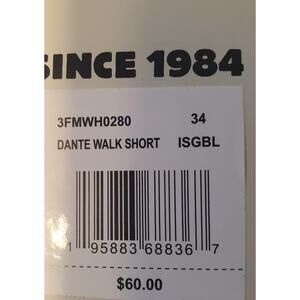 SINCE 1984
3FMWH0280 34
DANTE WALK SHORT ISGBL
1 95883 68836 7
$60.00